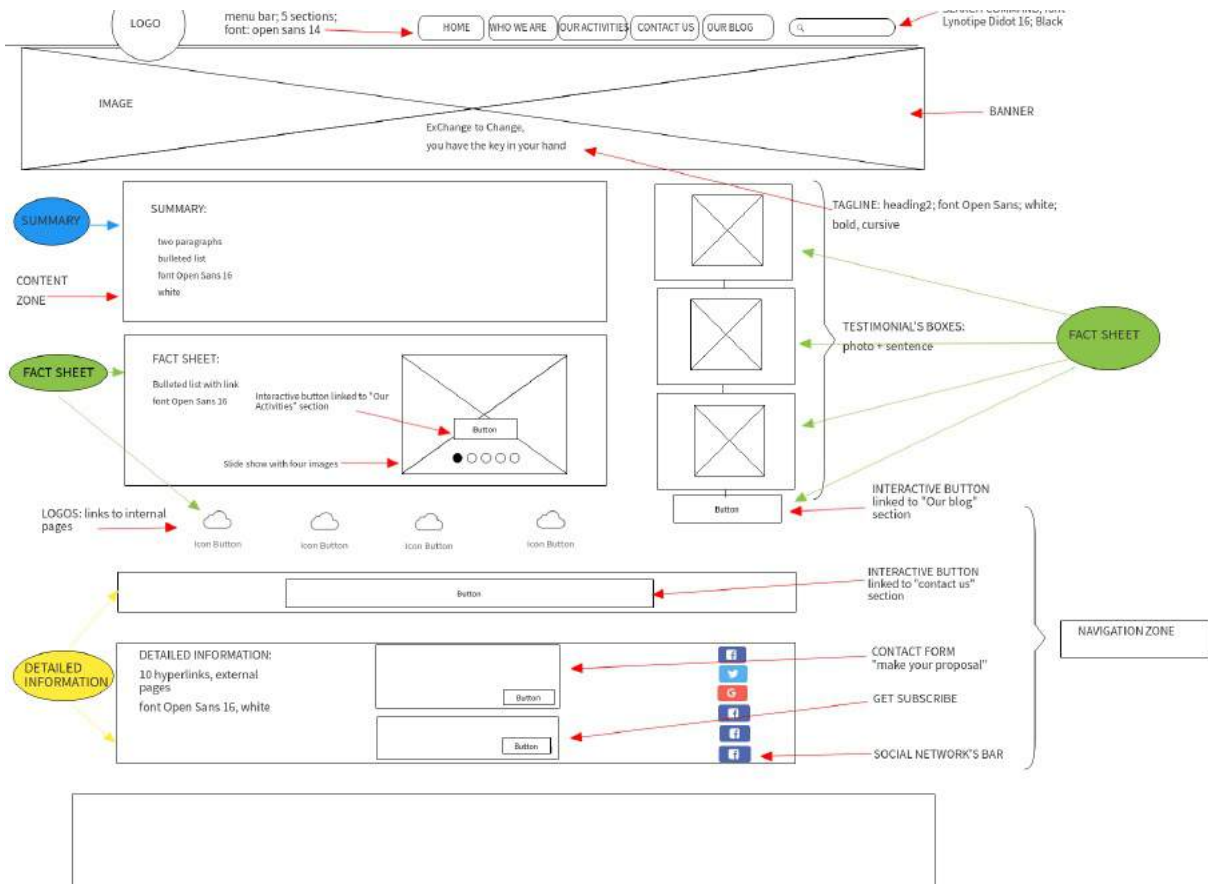 LOGO
menu bar; 5 sections;
font: open sans 14
HOME
WHO WE ARE
OUR ACTIVITIES
CONTACT US
OUR BLOG
SEARCH COMMAND; font
Lynotipe Didot 16; Black
IMAGE
ExChange to Change,
you have the key in your hand
BANNER
SUMMARY
SUMMARY:
two paragraphs
bulleted list
font Open Sans 16
white
TAGLINE: heading2; font Open Sans; white;
bold, cursive
CONTENT
ZONE
FACT SHEET
FACT SHEET:
Bulleted list with link
font Open Sans 16
Interactive button linked to "Our
Activities" section
Button
Slide show with four images
TESTIMONIAL'S BOXES:
photo + sentence
FACT SHEET
Button
INTERACTIVE BUTTON
linked to "Our blog"
section
LOGOS: links to internal
pages
Icon Button
Icon Button
Icon Button
Icon Button
Button
INTERACTIVE BUTTON
linked to "contact us"
section
NAVIGATION ZONE
DETAILED
INFORMATION
DETAILED INFORMATION:
10 hyperlinks, external
pages
font Open Sans 16, white
Button
Button
CONTACT FORM
"make your proposal"
GET SUBSCRIBE
SOCIAL NETWORK'S BAR